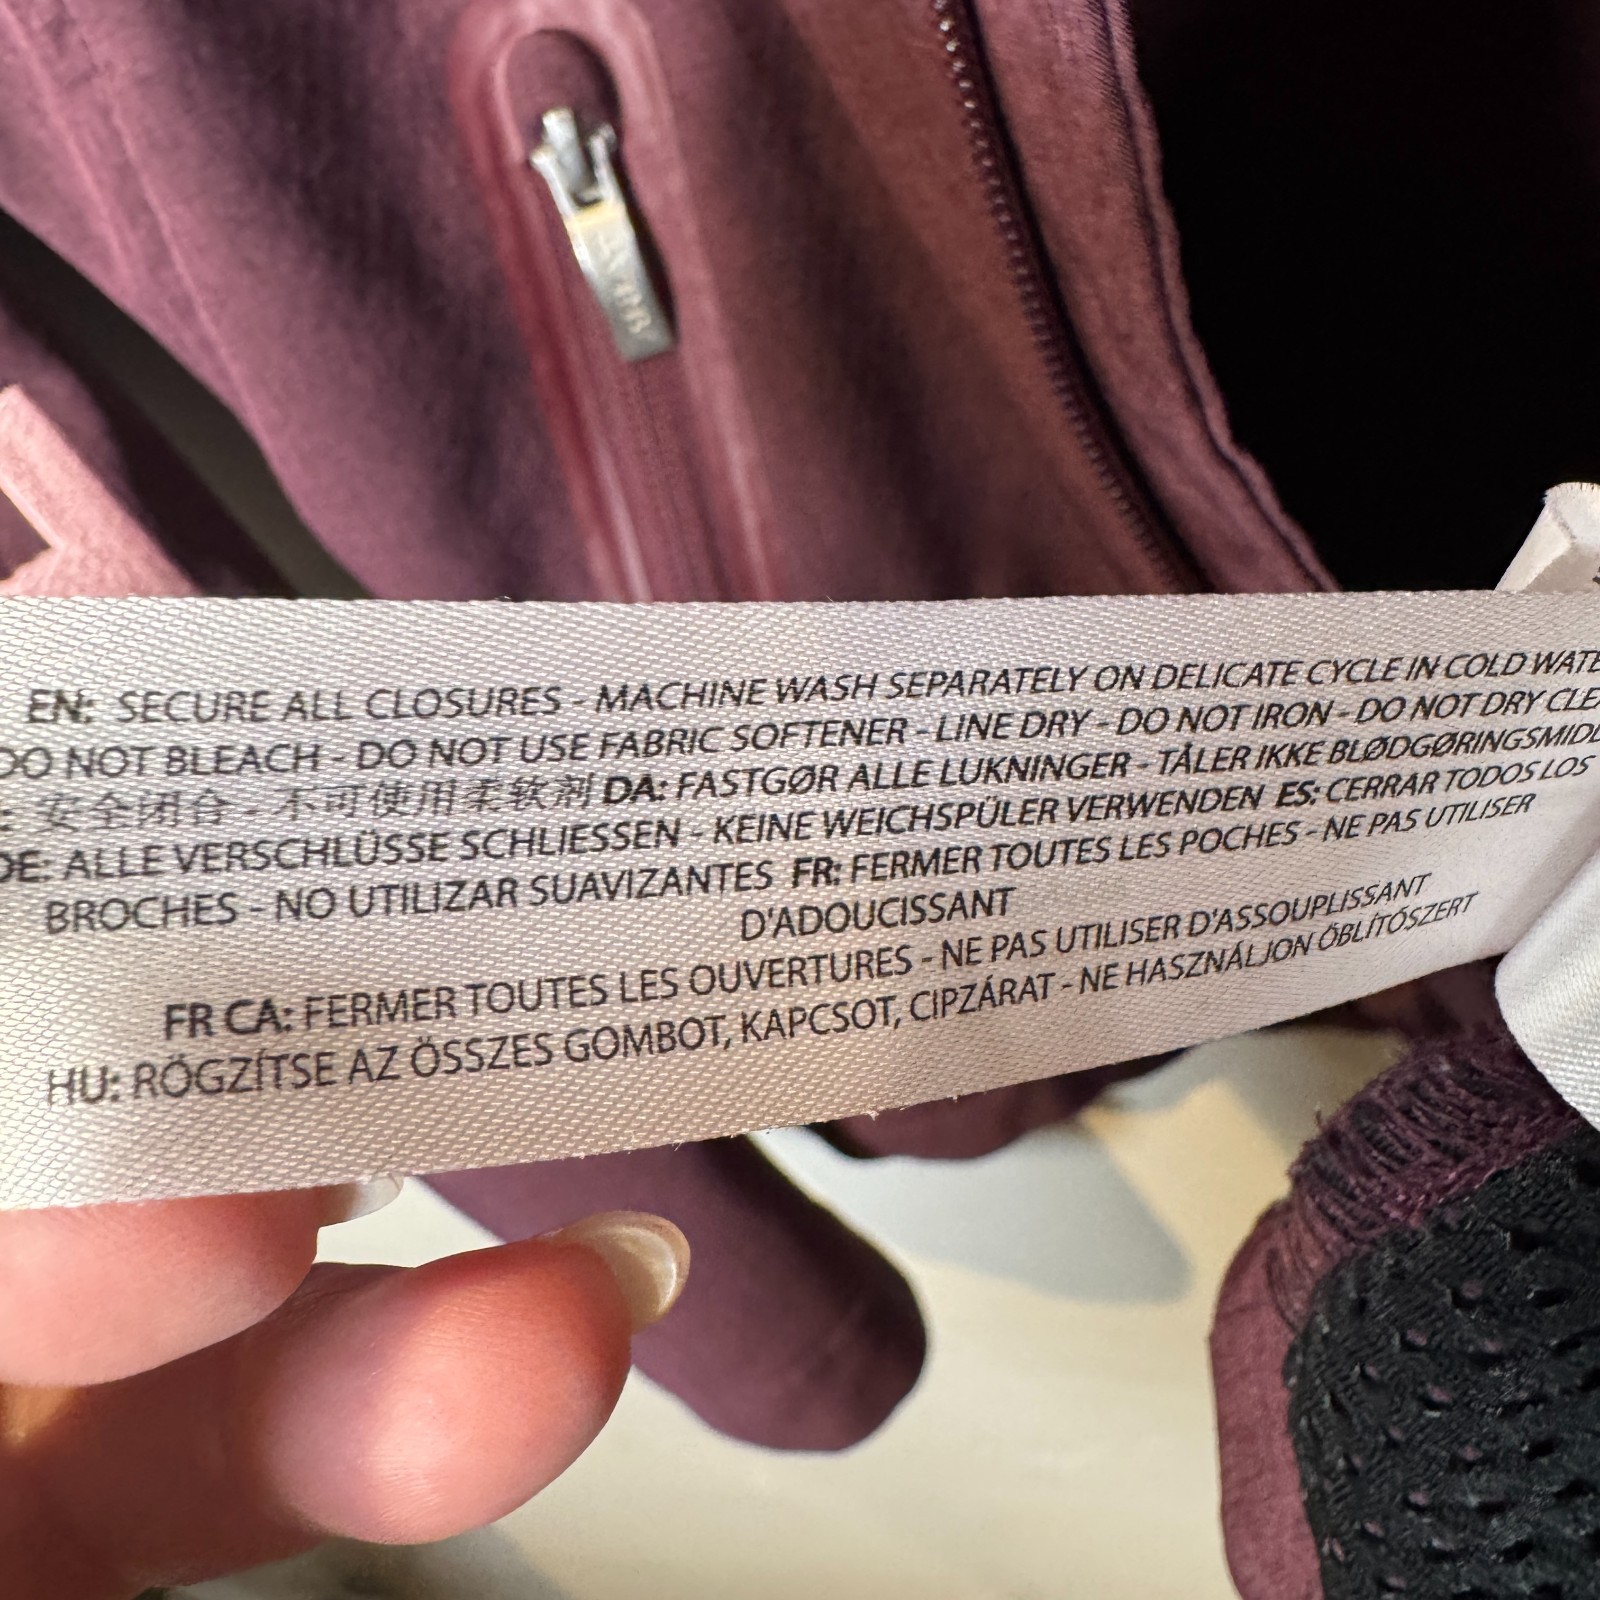 EN: SECURE ALL CLOSURES - MACHINE WASH SEPARATELY ON DELICATE CYCLE IN COLD WATE
DO NOT BLEACH - DO NOT USE FABRIC SOFTENER - LINE DRY - DO NOT IRON - DO NOT DRY CLEA
: 安全闭合 - 不可使用柔软剂 DA: FASTGØR ALLE LUKNINGER - TÅLER IKKE BLØDGØRINGSMIDL
DE: ALLE VERSCHLÜSSE SCHLIESSEN - KEINE WEICHSPÜLER VERWENDEN ES: CERRAR TODOS LOS
BROCHES - NO UTILIZAR SUAVIZANTES FR: FERMER TOUTES LES POCHES - NE PAS UTILISER
D'ADOUCISSANT
FR CA: FERMER TOUTES LES OUVERTURES - NE PAS UTILISER D'ASSOUPLISSANT
HU: RÖGZÍTSE AZ ÖSSZES GOMBOT, KAPCSOT, CIPZÁRAT - NE HASZNÁLJON ÖBLÍTÓSZERT